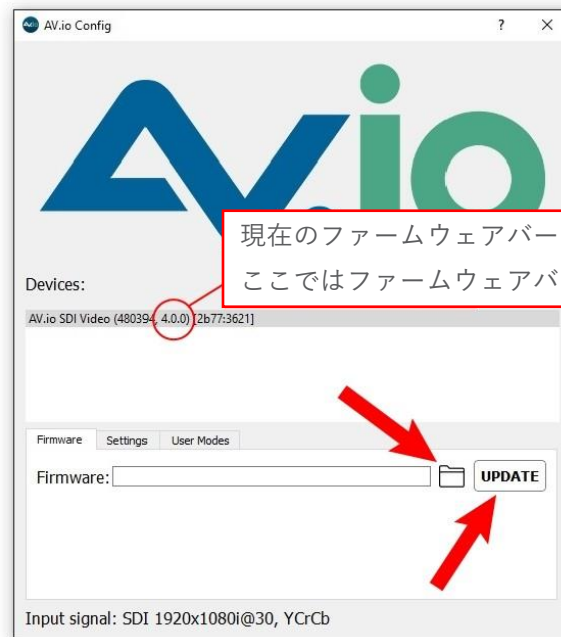 AV.io Config
?
AV.io
現在のファームウェアバー
ここではファームウェアバ
Devices:
AV.io SDI Video (480394, 4.0.0) [2b77:3621]
Firmware Settings User Modes
Firmware:
UPDATE
Input signal: SDI 1920x1080i@30, YCrCb